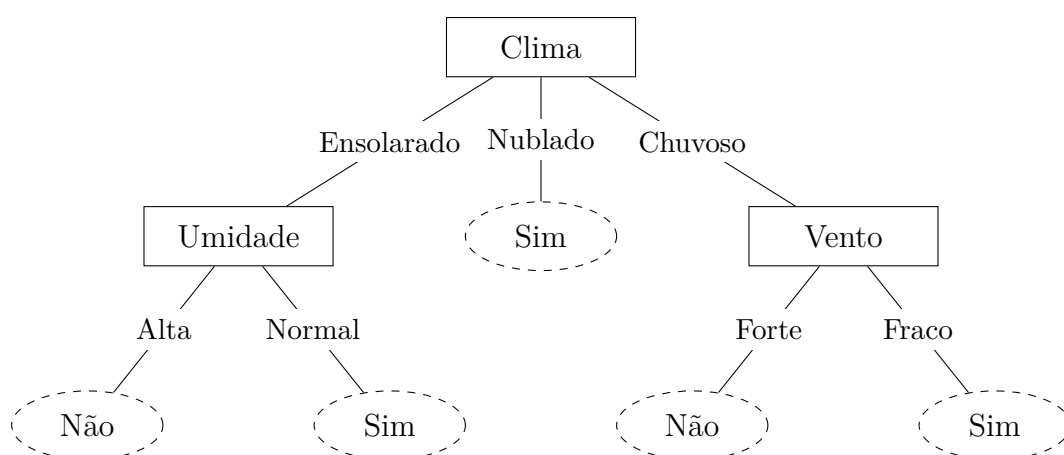 Clima
Ensolarado
Nublado
Chuvoso
Umidade
Sim
Vento
Alta
Normal
Forte
Fraco
Não
Sim
Não
Sim